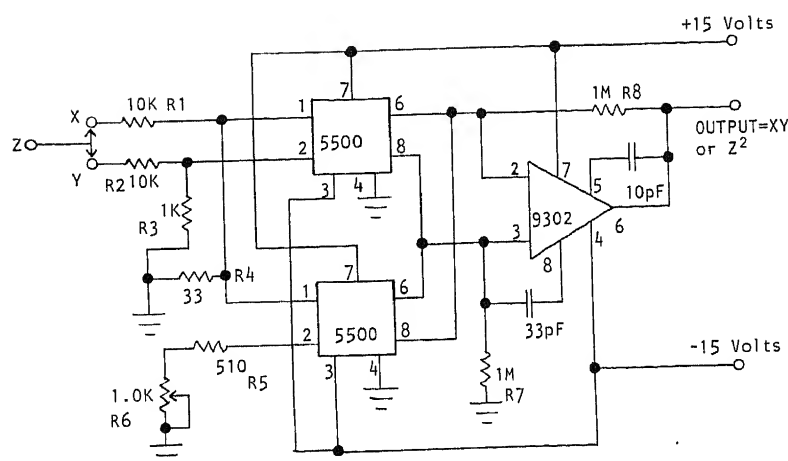 +15 Volts
10K R1
X
1
7
6
1M R8
Z
5500
OUTPUT=XY
or Z²
Y
2
8
R2 10K
3
4
2
7
5
10pF
1K
R3
9302
6
3
4
8
R4
33
7
1
6
33pF
5500
2
8
-15 Volts
510
R5
3
4
1M
R7
1.0K
R6